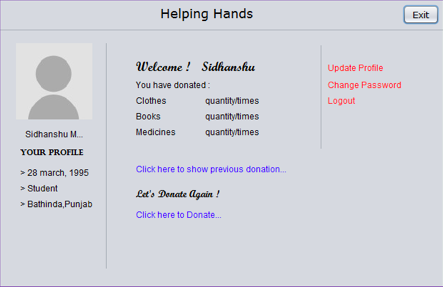 Helping Hands
Exit
Sidhanshu M...
YOUR PROFILE
> 28 march, 1995
> Student
> Bathinda,Punjab
Welcome ! Sidhanshu
You have donated :
Clothes quantity/times
Books quantity/times
Medicines quantity/times
Click here to show previous donation...
Let's Donate Again !
Click here to Donate...
Update Profile
Change Password
Logout